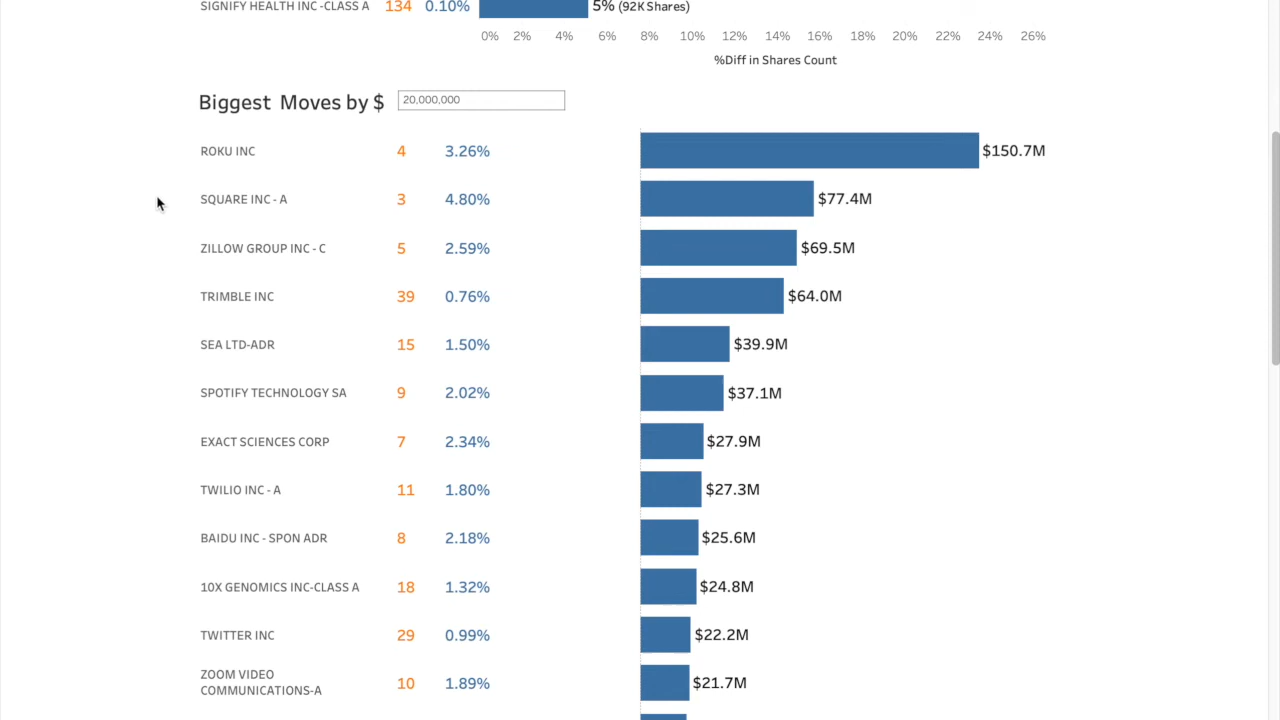 SIGNIFY HEALTH INC -CLASS A 134 0.10% 5% (92K Shares)
0% 2% 4% 6% 8% 10% 12% 14% 16% 18% 20% 22% 24% 26%
%Diff in Shares Count
Biggest Moves by $ 20,000,000
ROKU INC 4 3.26% $150.7M
SQUARE INC - A 3 4.80% $77.4M
ZILLOW GROUP INC - C 5 2.59% $69.5M
TRIMBLE INC 39 0.76% $64.0M
SEA LTD-ADR 15 1.50% $39.9M
SPOTIFY TECHNOLOGY SA 9 2.02% $37.1M
EXACT SCIENCES CORP 7 2.34% $27.9M
TWILIO INC - A 11 1.80% $27.3M
BAIDU INC - SPON ADR 8 2.18% $25.6M
10X GENOMICS INC-CLASS A 18 1.32% $24.8M
TWITTER INC 29 0.99% $22.2M
ZOOM VIDEO
COMMUNICATIONS-A 10 1.89% $21.7M